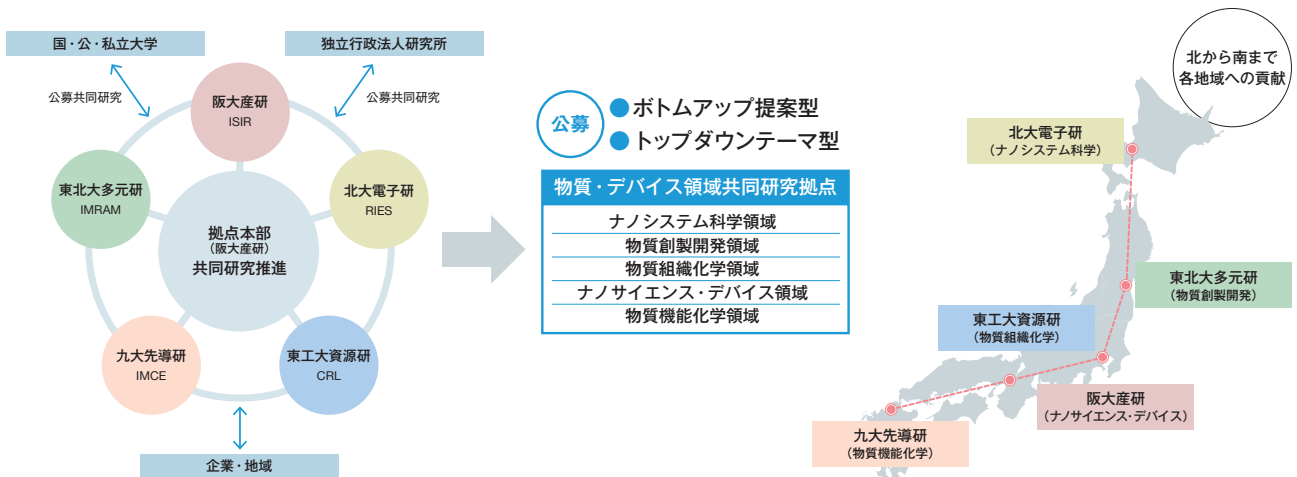 国・公・私立大学
独立行政法人研究所
公募共同研究
公募共同研究
阪大産研
ISIR
東北大多元研
IMRAM
北大電子研
RIES
拠点本部
(阪大産研)
共同研究推進
九大先導研
IMCE
東工大資源研
CRL
企業・地域
公募
●ボトムアップ提案型
●トップダウンテーマ型
物質・デバイス領域共同研究拠点
ナノシステム科学領域
物質創製開発領域
物質組織化学領域
ナノサイエンス・デバイス領域
物質機能化学領域
北から南まで
各地域への貢献
北大電子研
(ナノシステム科学)
東北大多元研
(物質創製開発)
東工大資源研
(物質組織化学)
阪大産研
(ナノサイエンス・デバイス)
九大先導研
(物質機能化学)